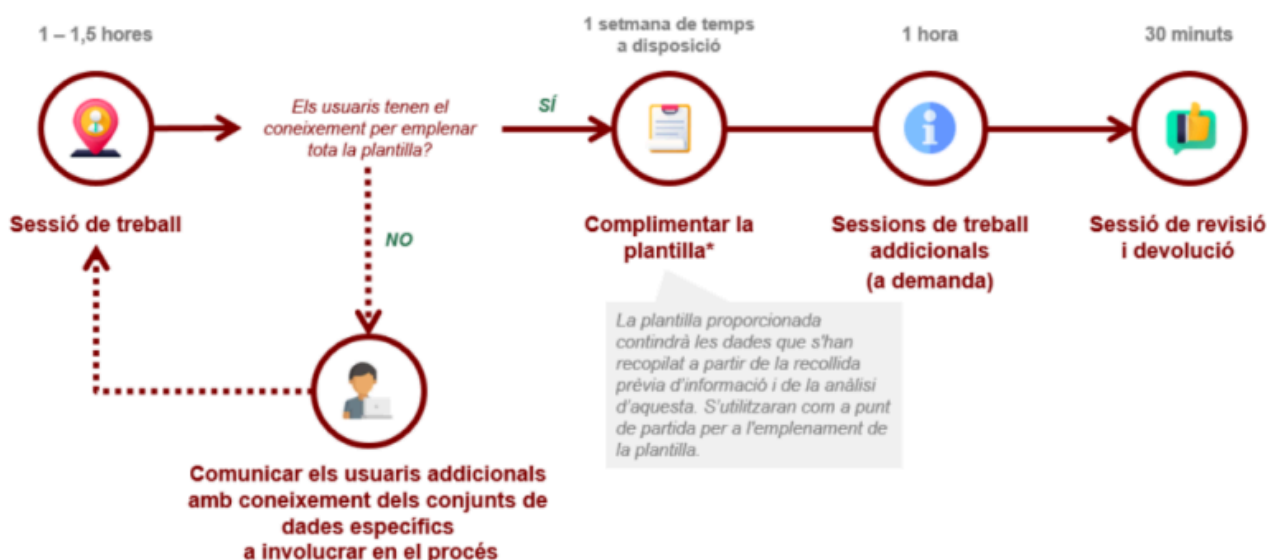 1 – 1,5 hores
Sessió de treball
Els usuaris tenen el
coneixement per emplenar
tota la plantilla?
SÍ
NO
Comunicar els usuaris addicionals
amb coneixement dels conjunts de
dades específics
a involucrar en el procés
1 setmana de temps
a disposició
Complimentar la
plantilla*
La plantilla proporcionada
contindrà les dades que s'han
recopilat a partir de la recollida
prèvia d'informació i de la anàlisi
d'aquesta. S'utilitzaran com a punt
de partida per a l'emplenament de
la plantilla.
1 hora
Sessions de treball
addicionals
(a demanda)
30 minuts
Sessió de revisió
i devolució